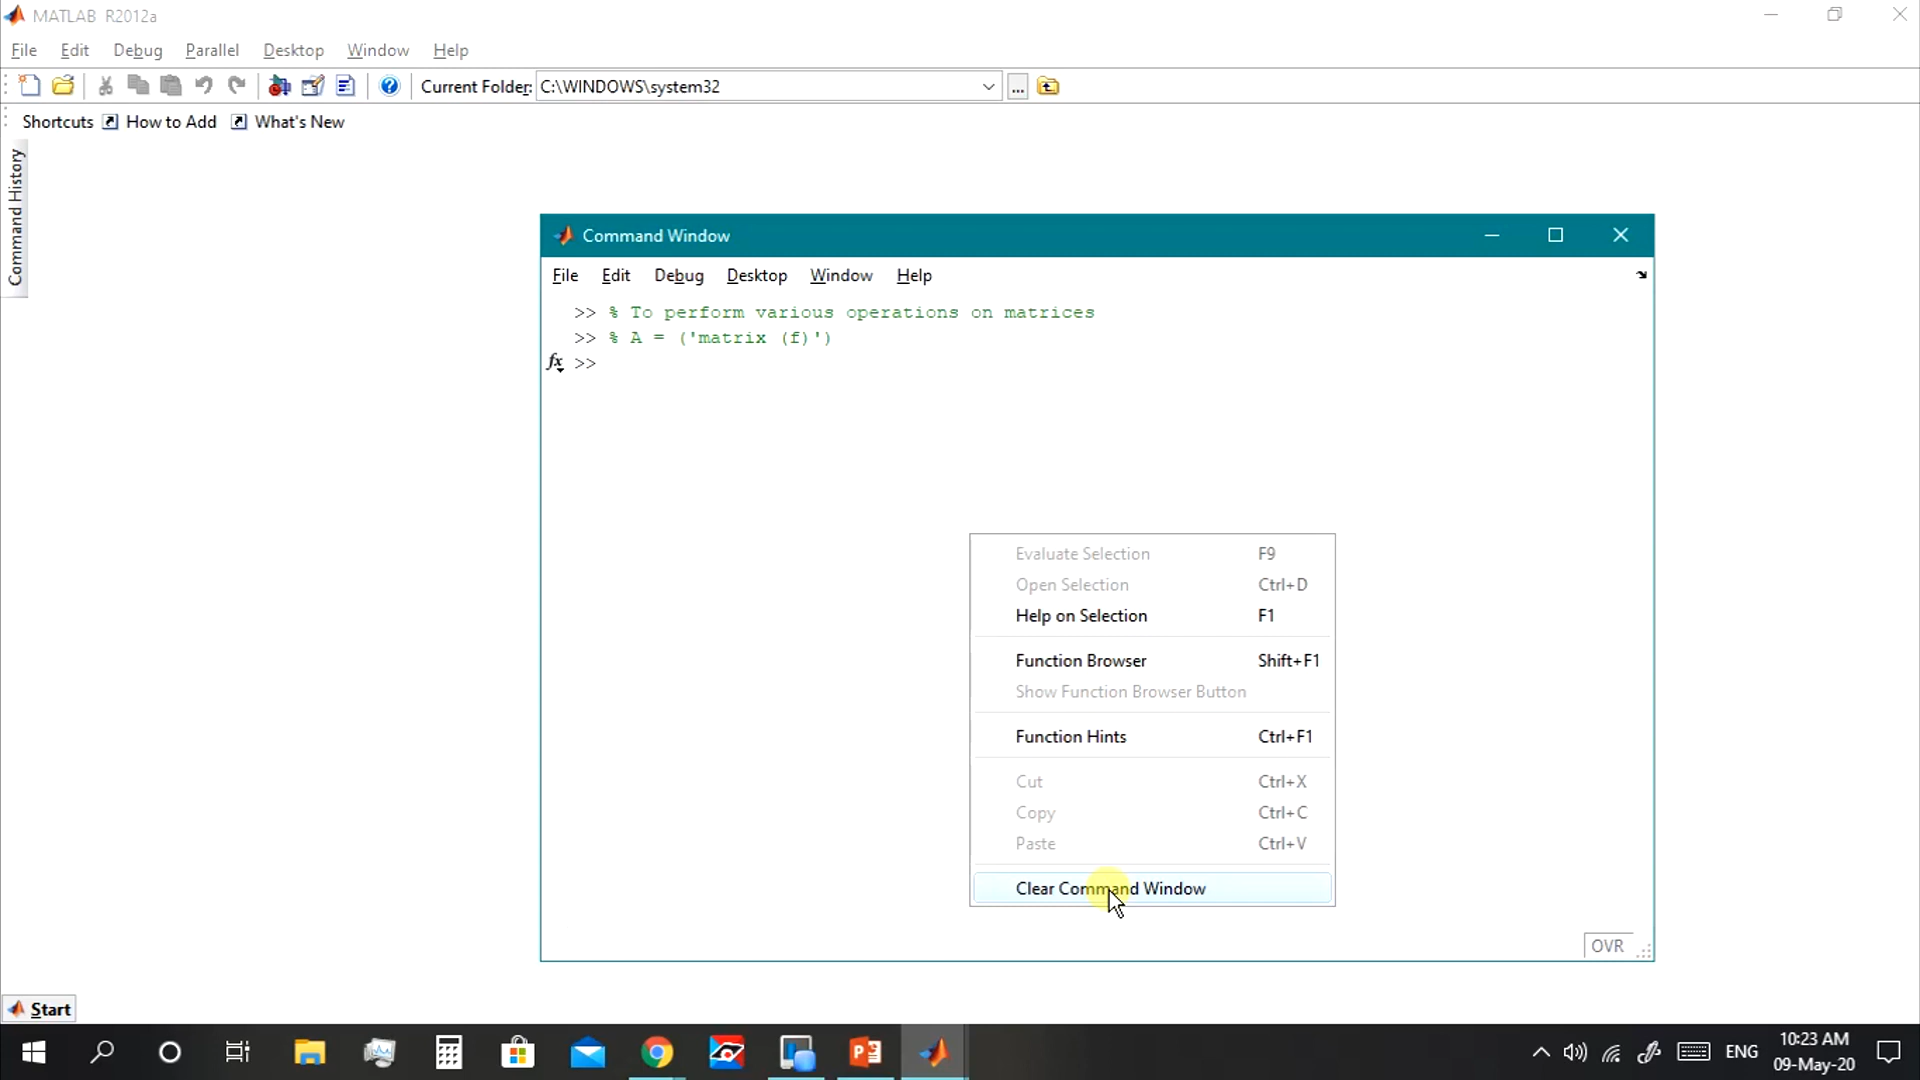 MATLAB R2012a
File Edit Debug Parallel Desktop Window Help
Current Folder: C:\WINDOWS\system32 ...
Shortcuts How to Add What's New
Command History
Command Window
File Edit Debug Desktop Window Help
>> % To perform various operations on matrices
>> % A = ('matrix (f)')
fx >>
Evaluate Selection F9
Open Selection Ctrl+D
Help on Selection F1
Function Browser Shift+F1
Show Function Browser Button
Function Hints Ctrl+F1
Cut Ctrl+X
Copy Ctrl+C
Paste Ctrl+V
Clear Command Window
OVR
Start
ENG
10:23 AM
09-May-20